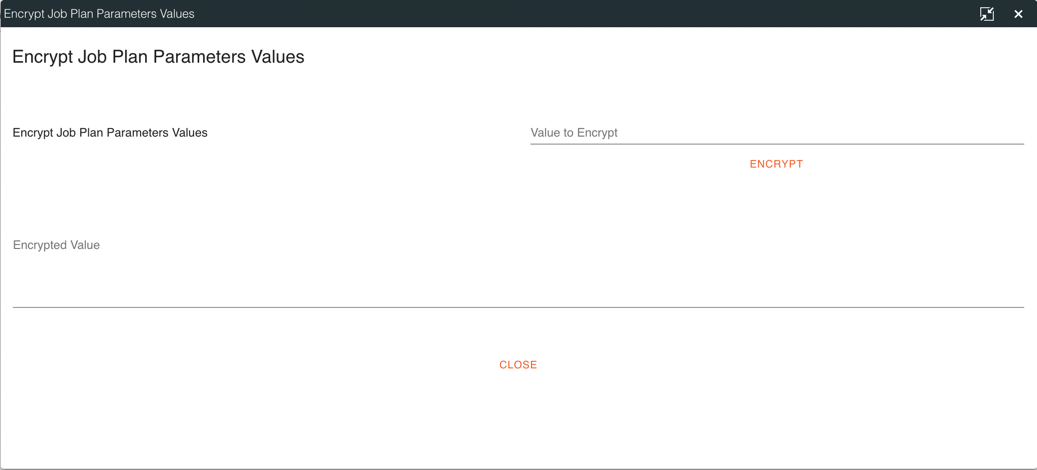 Encrypt Job Plan Parameters Values
Encrypt Job Plan Parameters Values
Encrypt Job Plan Parameters Values
Value to Encrypt
ENCRYPT
Encrypted Value
CLOSE